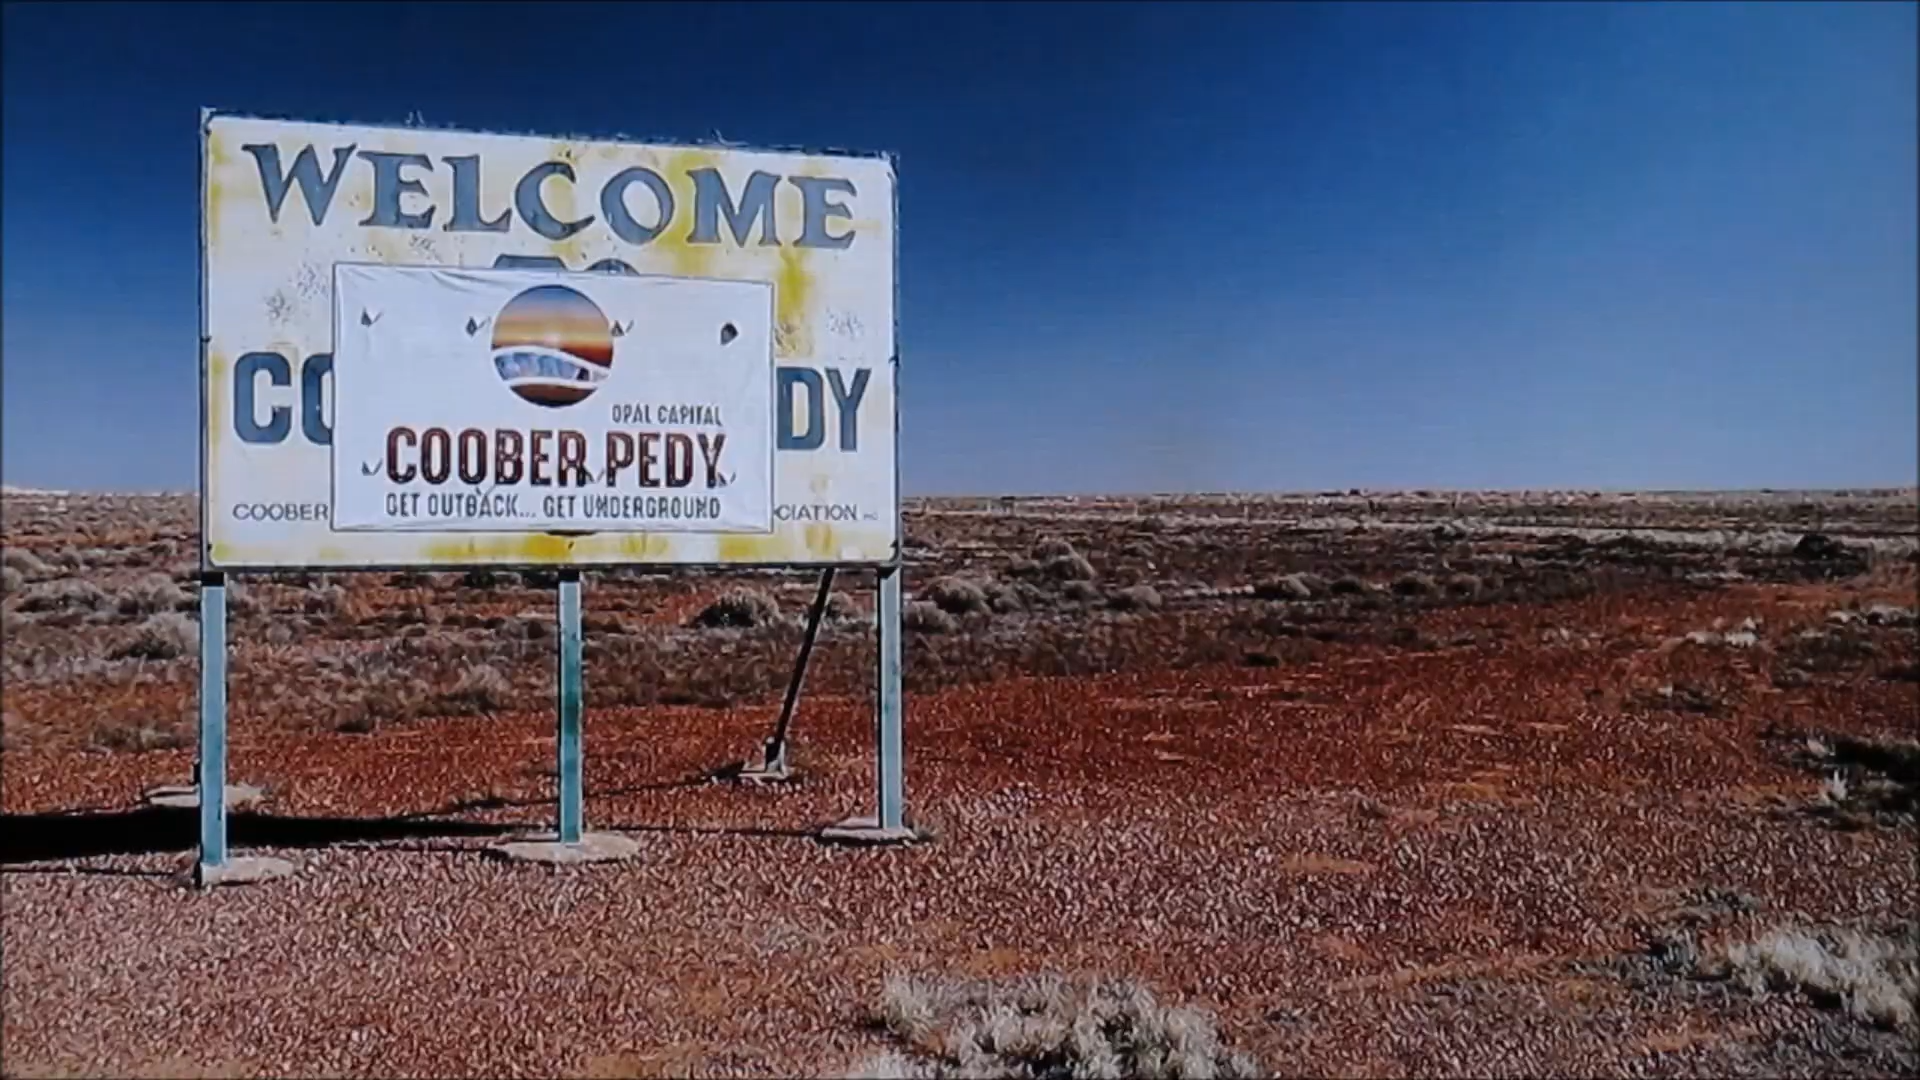 WELCOME
CO DY
OPAL CAPITAL
COOBER PEDY
GET OUTBACK... GET UNDERGROUND
COOBER CIATION